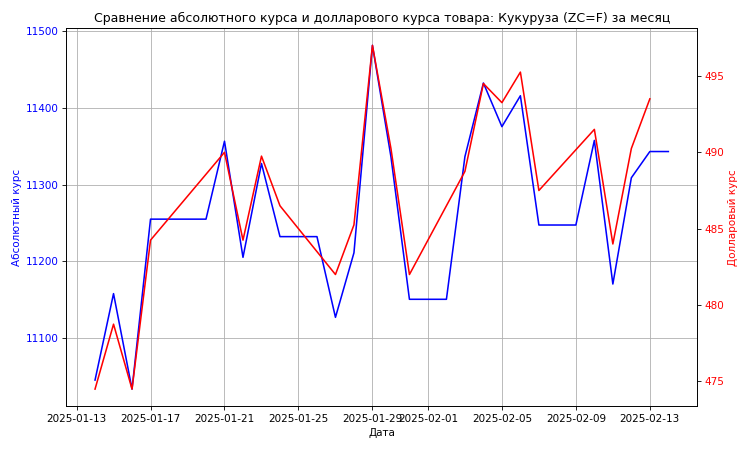 Сравнение абсолютного курса и долларового курса товара: Кукуруза (ZC=F) за месяц
11500
11400
11300
11200
11100
Абсолютный курс
495
490
485
480
475
Долларовый курс
2025-01-13 2025-01-17 2025-01-21 2025-01-25 2025-01-29 2025-02-01 2025-02-05 2025-02-09 2025-02-13
Дата